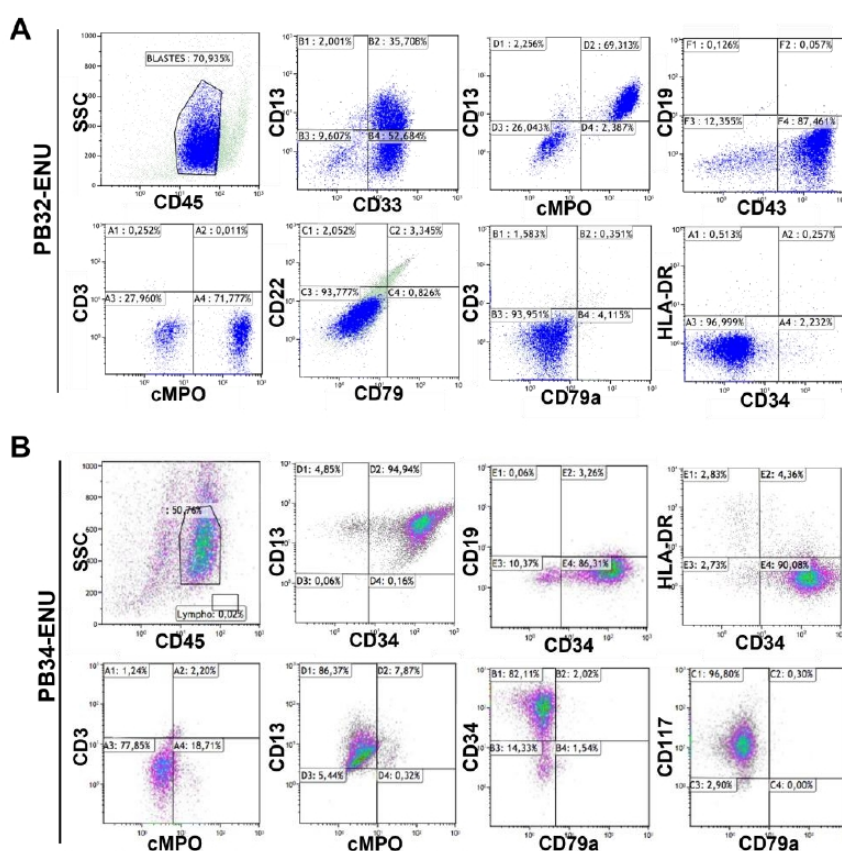 A
PB32-ENU
SSC
BLASTES : 70,935%
CD45
CD13
B1 : 2,001%
B2 : 35,708%
B3 : 9,607%
B4 : 52,684%
CD33
CD13
D1 : 2,256%
D2 : 69,313%
D3 : 26,043%
D4 : 2,387%
cMPO
CD19
F1 : 0,126%
F2 : 0,057%
F3 : 12,355%
F4 : 87,461%
CD43
CD3
A1 : 0,252%
A2 : 0,011%
A3 : 27,960%
A4 : 71,777%
cMPO
CD22
C1 : 2,052%
C2 : 3,345%
C3 : 93,777%
C4 : 0,826%
CD79
CD3
B1 : 1,583%
B2 : 0,351%
B3 : 93,951%
B4 : 4,115%
CD79a
HLA-DR
A1 : 0,513%
A2 : 0,257%
A3 : 96,999%
A4 : 2,232%
CD34
B
PB34-ENU
SSC
: 50,76%
Lympho: 0,02%
CD45
CD13
D1: 4,85%
D2: 94,94%
D3: 0,06%
D4: 0,16%
CD34
CD19
E1: 0,06%
E2: 3,26%
E3: 10,37%
E4: 86,31%
CD34
HLA-DR
E1: 2,83%
E2: 4,36%
E3: 2,73%
E4: 90,08%
CD34
CD3
A1: 1,24%
A2: 2,20%
A3: 77,85%
A4: 18,71%
cMPO
CD13
D1: 86,37%
D2: 7,87%
D3: 5,44%
D4: 0,32%
cMPO
CD34
B1: 82,11%
B2: 2,02%
B3: 14,33%
B4: 1,54%
CD79a
CD117
C1: 96,80%
C2: 0,30%
C3: 2,90%
C4: 0,00%
CD79a